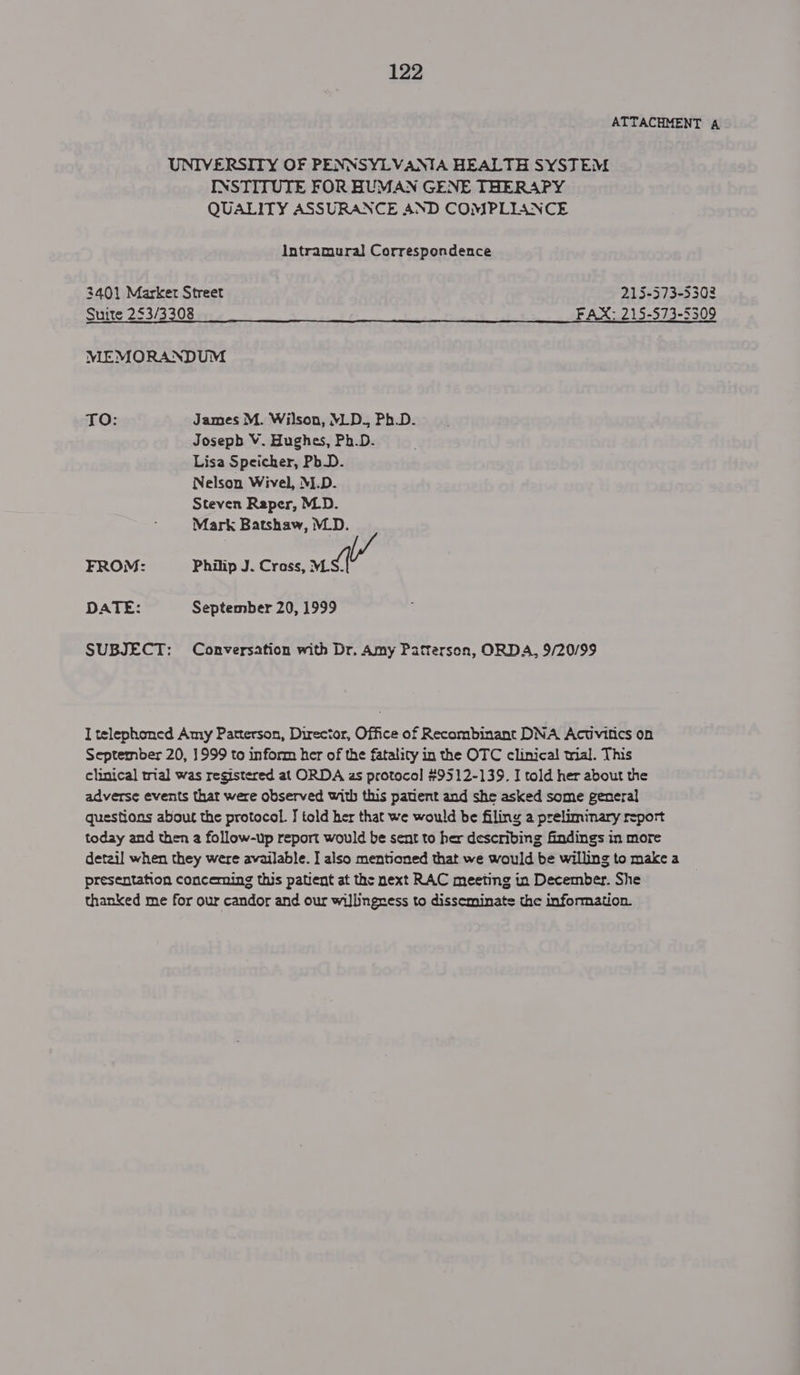 122
ATTACHMENT A
UNIVERSITY OF PENNSYLVANIA HEALTH SYSTEM
INSTITUTE FOR HUMAN GENE THERAPY
QUALITY ASSURANCE AND COMPLIANCE
Intramural Correspondence
3401 Market Street 215-573-5303
Suite 253/3308 FAX: 215-573-5309
MEMORANDUM
TO: James M. Wilson, M.D., Ph.D.
Joseph V. Hughes, Ph.D.
Lisa Speicher, Ph.D.
Nelson Wivel, M.D.
Steven Raper, M.D.
Mark Batshaw, M.D.
FROM: Philip J. Cross, M.S.
DATE: September 20, 1999
SUBJECT: Conversation with Dr. Amy Patterson, ORDA, 9/20/99
I telephoned Amy Patterson, Director, Office of Recombinant DNA Activities on
September 20, 1999 to inform her of the fatality in the OTC clinical trial. This
clinical trial was registered at ORDA as protocol #9512-139. I told her about the
adverse events that were observed with this patient and she asked some general
questions about the protocol. I told her that we would be filing a preliminary report
today and then a follow-up report would be sent to her describing findings in more
detail when they were available. I also mentioned that we would be willing to make a
presentation concerning this patient at the next RAC meeting in December. She
thanked me for our candor and our willingness to disseminate the information.